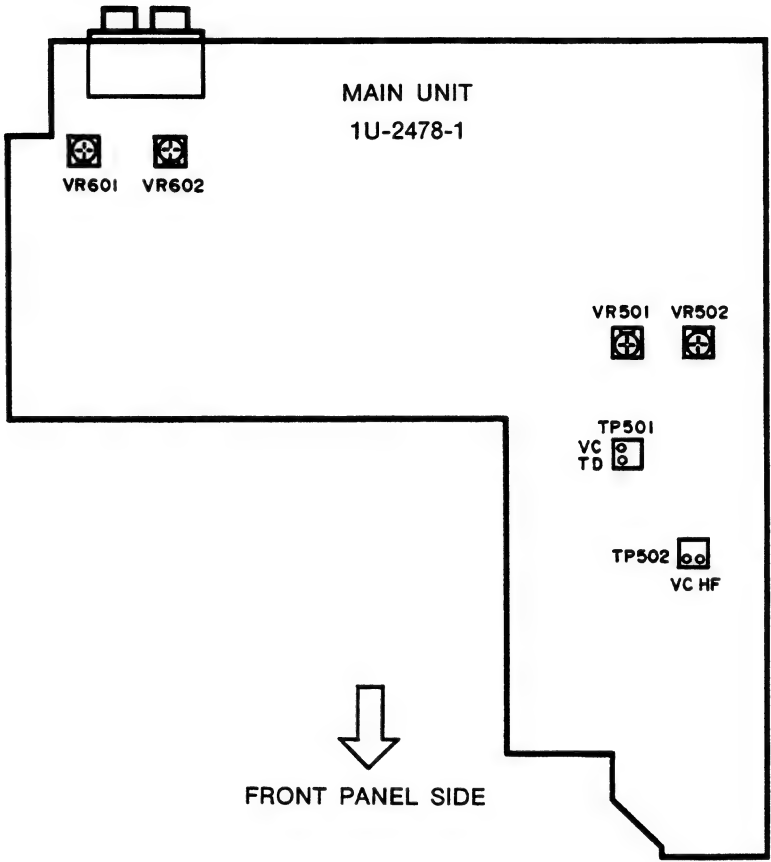 MAIN UNIT
1U-2478-1
VR601 VR602
VR501 VR502
TP501
VC
TD
TP502
VC HF
FRONT PANEL SIDE